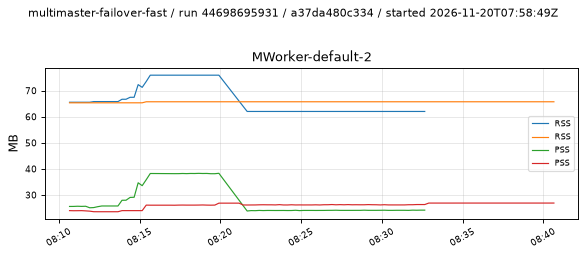 multimaster-failover-fast / run 44698695931 / a37da480c334 / started 2026-11-20T07:58:49Z
MWorker-default-2
MB
70
60
50
40
30
RSS
RSS
PSS
PSS
08:10
08:15
08:20
08:25
08:30
08:35
08:40